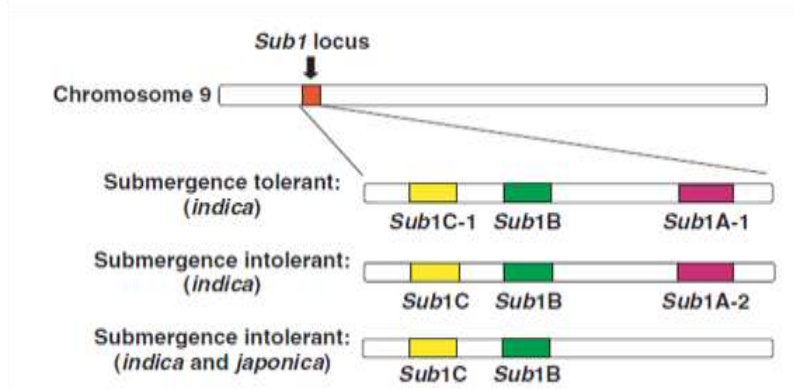 Sub1 locus
Chromosome 9
Submergence tolerant:
(indica)
Sub1C-1 Sub1B Sub1A-1
Submergence intolerant:
(indica)
Sub1C Sub1B Sub1A-2
Submergence intolerant:
(indica and japonica)
Sub1C Sub1B